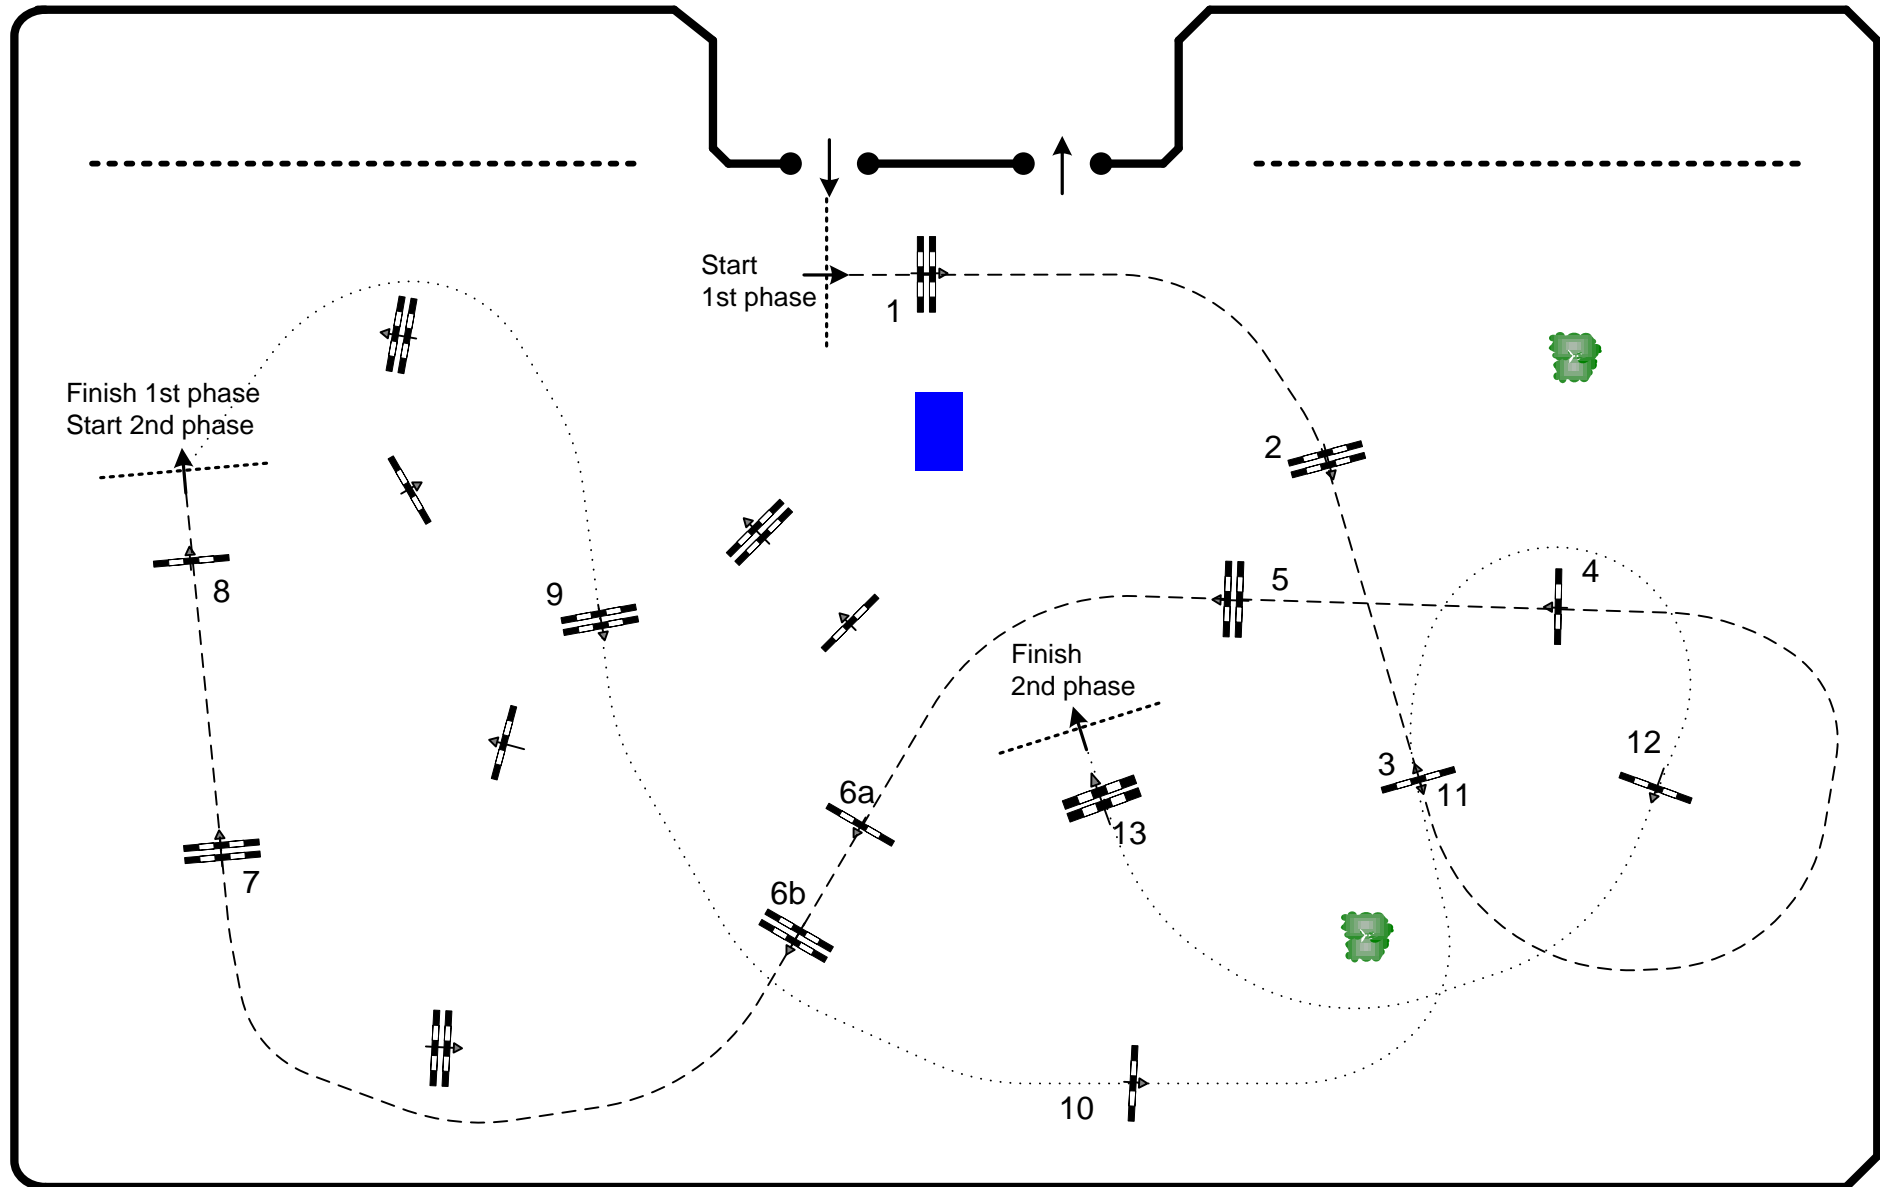 Start
1st phase
1
Finish 1st phase
Start 2nd phase
2
8
9
5
4
Finish
2nd phase
3
11
12
6a
13
7
6b
10